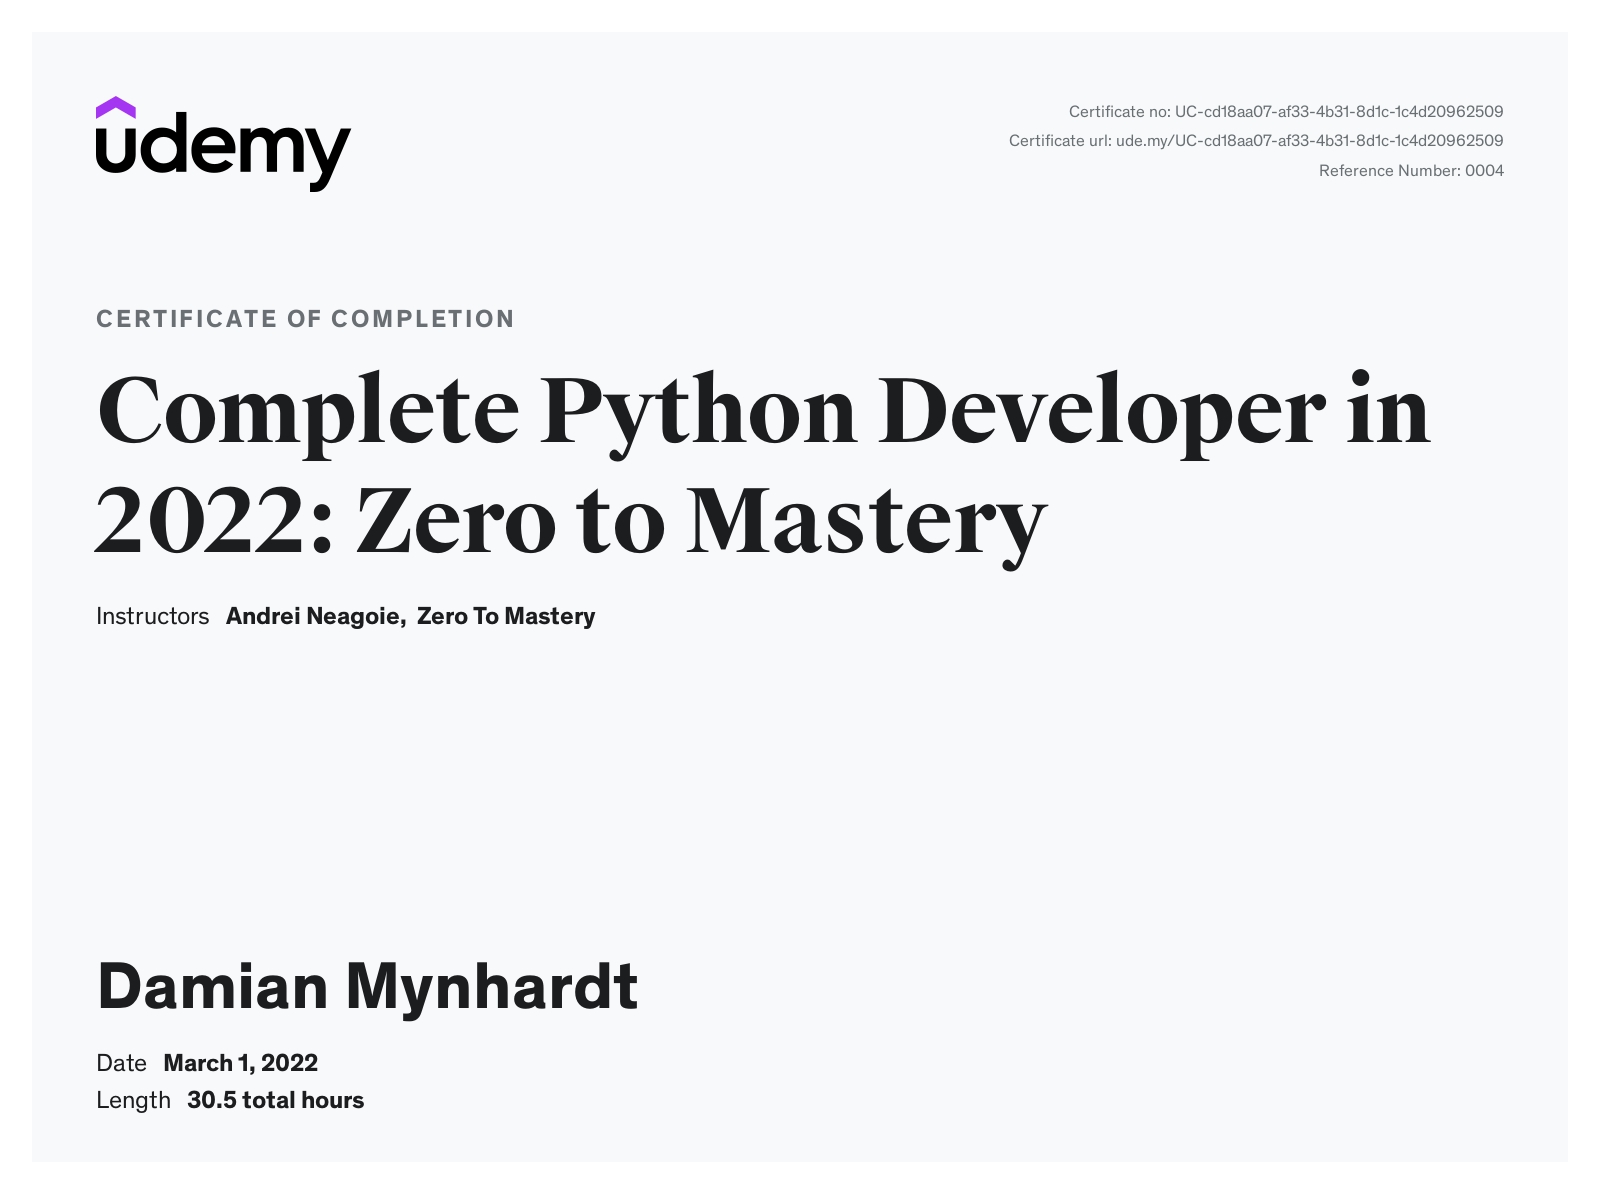 udemy
Certificate no: UC-cd18aa07-af33-4b31-8d1c-1c4d20962509
Certificate url: ude.my/UC-cd18aa07-af33-4b31-8d1c-1c4d20962509
Reference Number: 0004
CERTIFICATE OF COMPLETION
Complete Python Developer in
2022: Zero to Mastery
Instructors Andrei Neagoie, Zero To Mastery
Damian Mynhardt
Date March 1, 2022
Length 30.5 total hours